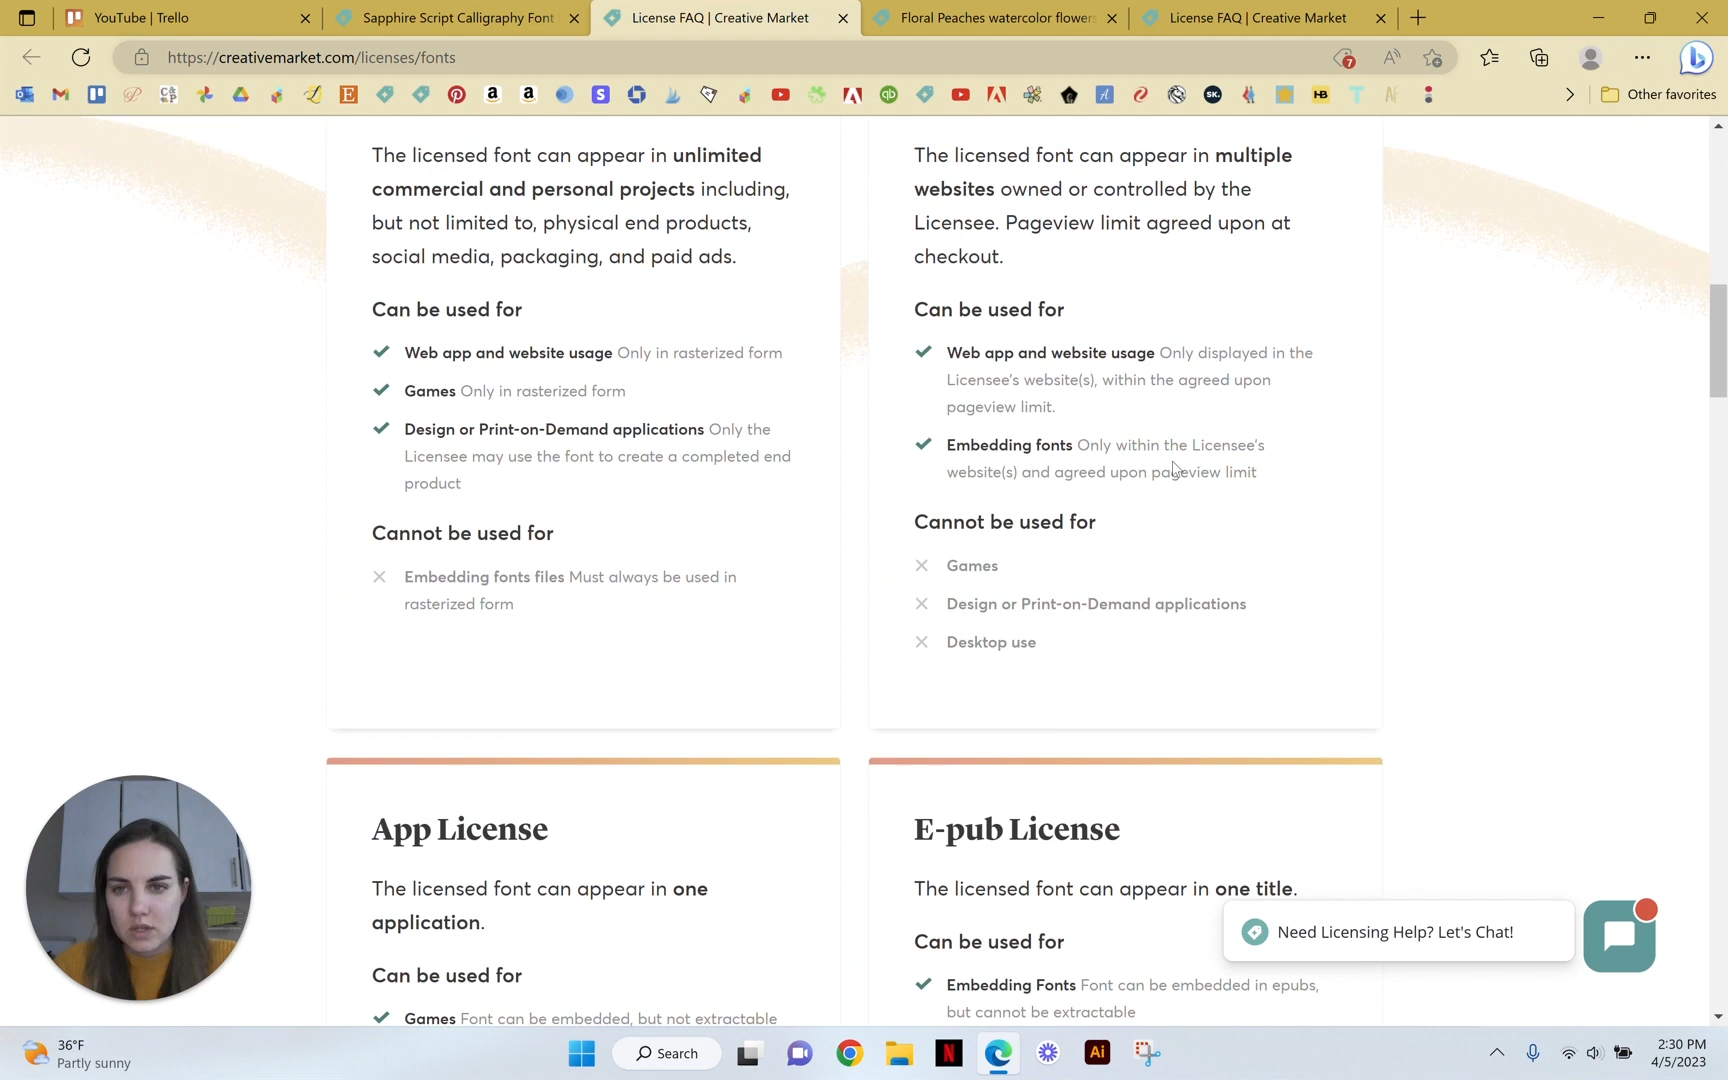 YouTube | Trello
Sapphire Script Calligraphy Font
License FAQ | Creative Market
Floral Peaches watercolor flowers
License FAQ | Creative Market
https://creativemarket.com/licenses/fonts
7
Other favorites
The licensed font can appear in unlimited
commercial and personal projects including,
but not limited to, physical end products,
social media, packaging, and paid ads.
Can be used for
Web app and website usage Only in rasterized form
Games Only in rasterized form
Design or Print-on-Demand applications Only the
Licensee may use the font to create a completed end
product
Cannot be used for
Embedding fonts files Must always be used in
rasterized form
The licensed font can appear in multiple
websites owned or controlled by the
Licensee. Pageview limit agreed upon at
checkout.
Can be used for
Web app and website usage Only displayed in the
Licensee's website(s), within the agreed upon
pageview limit.
Embedding fonts Only within the Licensee's
website(s) and agreed upon pageview limit
Cannot be used for
Games
Design or Print-on-Demand applications
Desktop use
App License
The licensed font can appear in one
application.
Can be used for
Games Font can be embedded, but not extractable
E-pub License
The licensed font can appear in one title.
Can be used for
Embedding Fonts Font can be embedded in epubs,
but cannot be extractable
Need Licensing Help? Let's Chat!
36°F
Partly sunny
Search
N
Ai
2:30 PM
4/5/2023